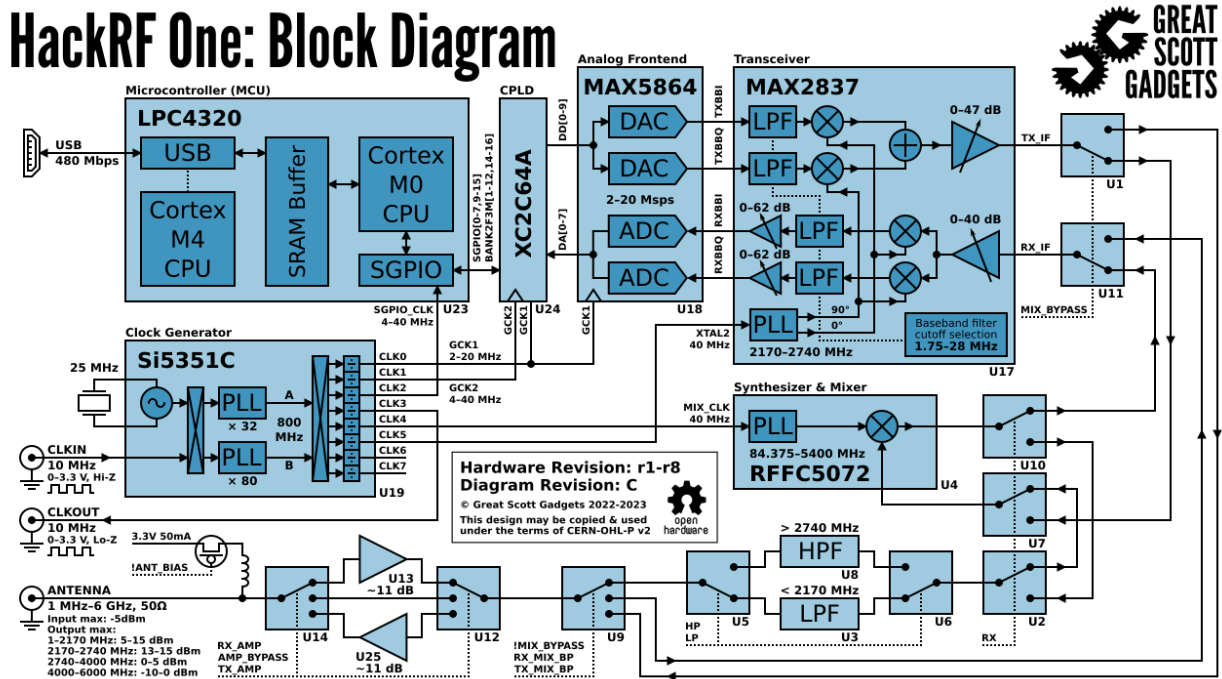 HackRF One: Block Diagram
GREAT
SCOTT
GADGETS
Microcontroller (MCU)
LPC4320
USB
480 Mbps
USB
SRAM Buffer
Cortex
M0
CPU
Cortex
M4
CPU
SGPIO
U23
SGPIO_CLK
4–40 MHz
SGPIO[0-7,9-15]
BANK2F3M[1-12,14-16]
CPLD
XC2C64A
U24
GCK2
GCK1
DD[0-9]
DA[0-7]
Analog Frontend
MAX5864
DAC
DAC
2–20 Msps
ADC
ADC
U18
GCK1
TXBBI
TXBBQ
RXBBI
RXBBQ
Transceiver
MAX2837
LPF
LPF
0–47 dB
0–62 dB
LPF
0–40 dB
0–62 dB
LPF
PLL
90°
0°
2170–2740 MHz
Baseband filter
cutoff selection
1.75–28 MHz
U17
XTAL2
40 MHz
TX_IF
U1
RX_IF
U11
MIX_BYPASS
Clock Generator
Si5351C
25 MHz
PLL
× 32
A
800
MHz
PLL
× 80
B
CLK0
CLK1
CLK2
CLK3
CLK4
CLK5
CLK6
CLK7
U19
GCK1
2–20 MHz
GCK2
4–40 MHz
CLKIN
10 MHz
0–3.3 V, Hi-Z
CLKOUT
10 MHz
0–3.3 V, Lo-Z
Synthesizer & Mixer
MIX_CLK
40 MHz
PLL
84.375–5400 MHz
RFFC5072
U4
U10
U7
Hardware Revision: r1-r8
Diagram Revision: C
© Great Scott Gadgets 2022-2023
This design may be copied & used
under the terms of CERN-OHL-P v2
open
hardware
3.3V 50mA
!ANT_BIAS
ANTENNA
1 MHz–6 GHz, 50Ω
Input max: -5dBm
Output max:
1–2170 MHz: 5–15 dBm
2170–2740 MHz: 13–15 dBm
2740–4000 MHz: 0–5 dBm
4000–6000 MHz: -10–0 dBm
U14
U13
~11 dB
U25
~11 dB
U12
RX_AMP
AMP_BYPASS
TX_AMP
U9
!MIX_BYPASS
RX_MIX_BP
TX_MIX_BP
U5
> 2740 MHz
HPF
U8
< 2170 MHz
LPF
U3
U6
HP
LP
U2
RX